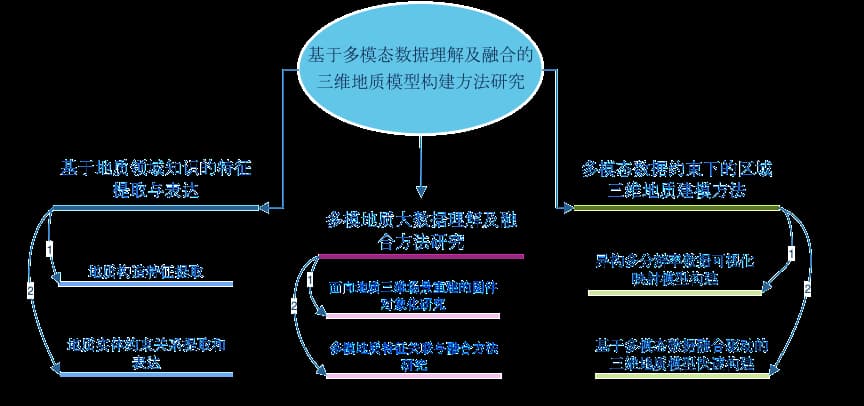 基于多模态数据理解及融合的
三维地质模型构建方法研究
基于地质领域知识的特征
提取与表达
1
地质构造特征提取
2
地质实体约束关系提取和
表达
多模地质大数据理解及融
合方法研究
1
面向地质三维场景重建的图件
对象化研究
2
多模地质特征关联与融合方法
研究
多模态数据约束下的区域
三维地质建模方法
1
异构多分辨率数据可视化
映射模型构建
2
基于多模态数据融合驱动的
三维地质模型快速构建